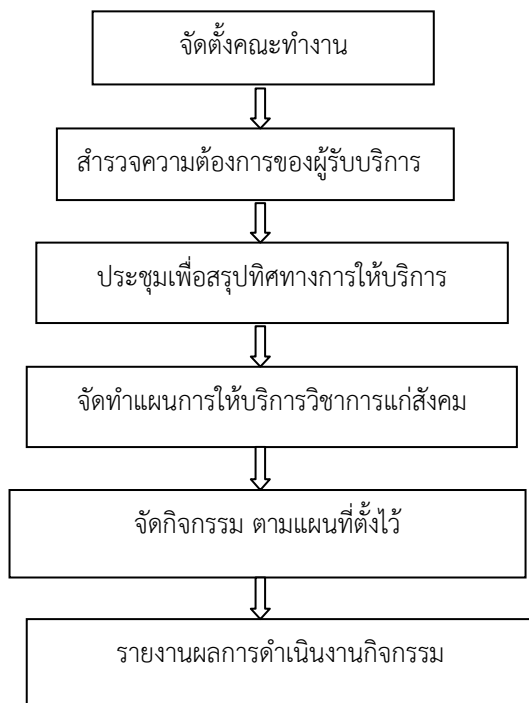 จัดตั้งคณะทำงาน
สำรวจความต้องการของผู้รับบริการ
ประชุมเพื่อสรุปทิศทางการให้บริการ
จัดทำแผนการให้บริการวิชาการแก่สังคม
จัดกิจกรรม ตามแผนที่ตั้งไว้
รายงานผลการดำเนินงานกิจกรรม